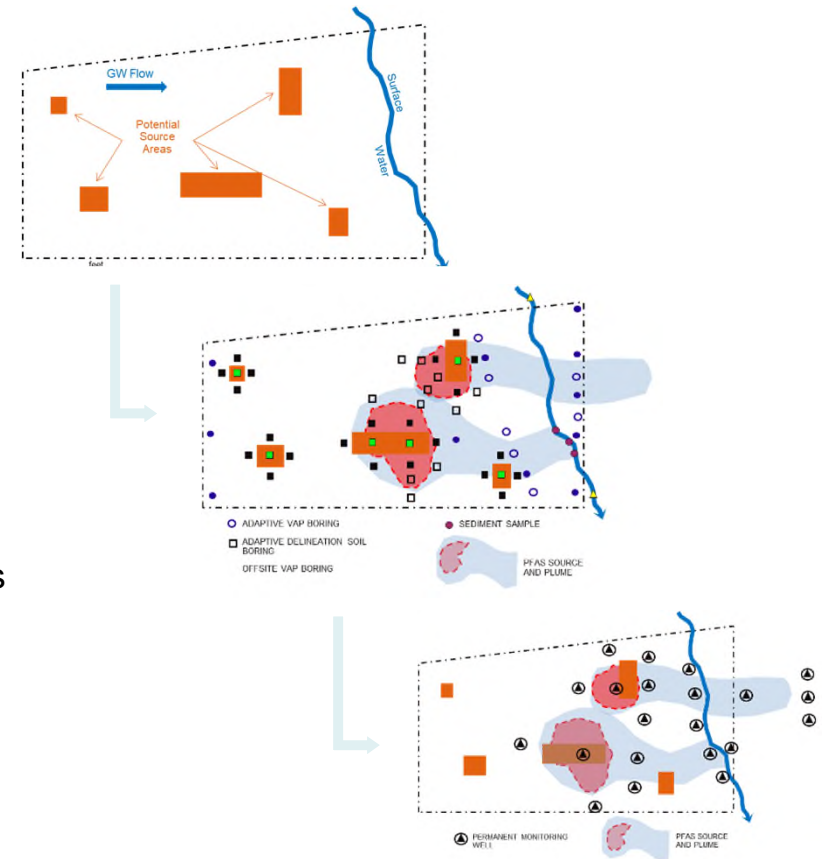 GW Flow
Potential
Source
Areas
Surface
Water
feet
ADAPTIVE VAP BORING
SEDIMENT SAMPLE
ADAPTIVE DELINEATION SOIL
BORING
OFFSITE VAP BORING
PFAS SOURCE
AND PLUME
s
PERMANENT MONITORING
WELL
PFAS SOURCE
AND PLUME